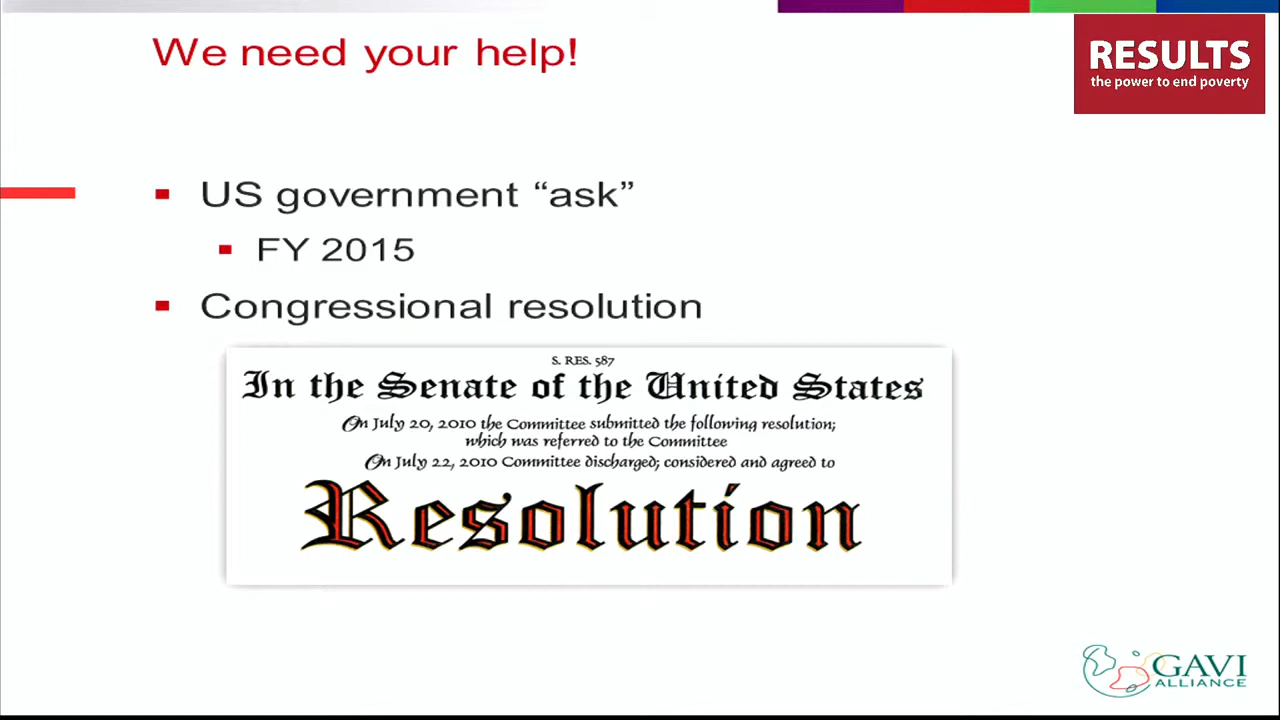 We need your help!
RESULTS
the power to end poverty
US government “ask”
FY 2015
Congressional resolution
S. RES. 587
In the Senate of the United States
On July 20, 2010 the Committee submitted the following resolution;
which was referred to the Committee
On July 22, 2010 Committee discharged; considered and agreed to
Resolution
GAVI
ALLIANCE